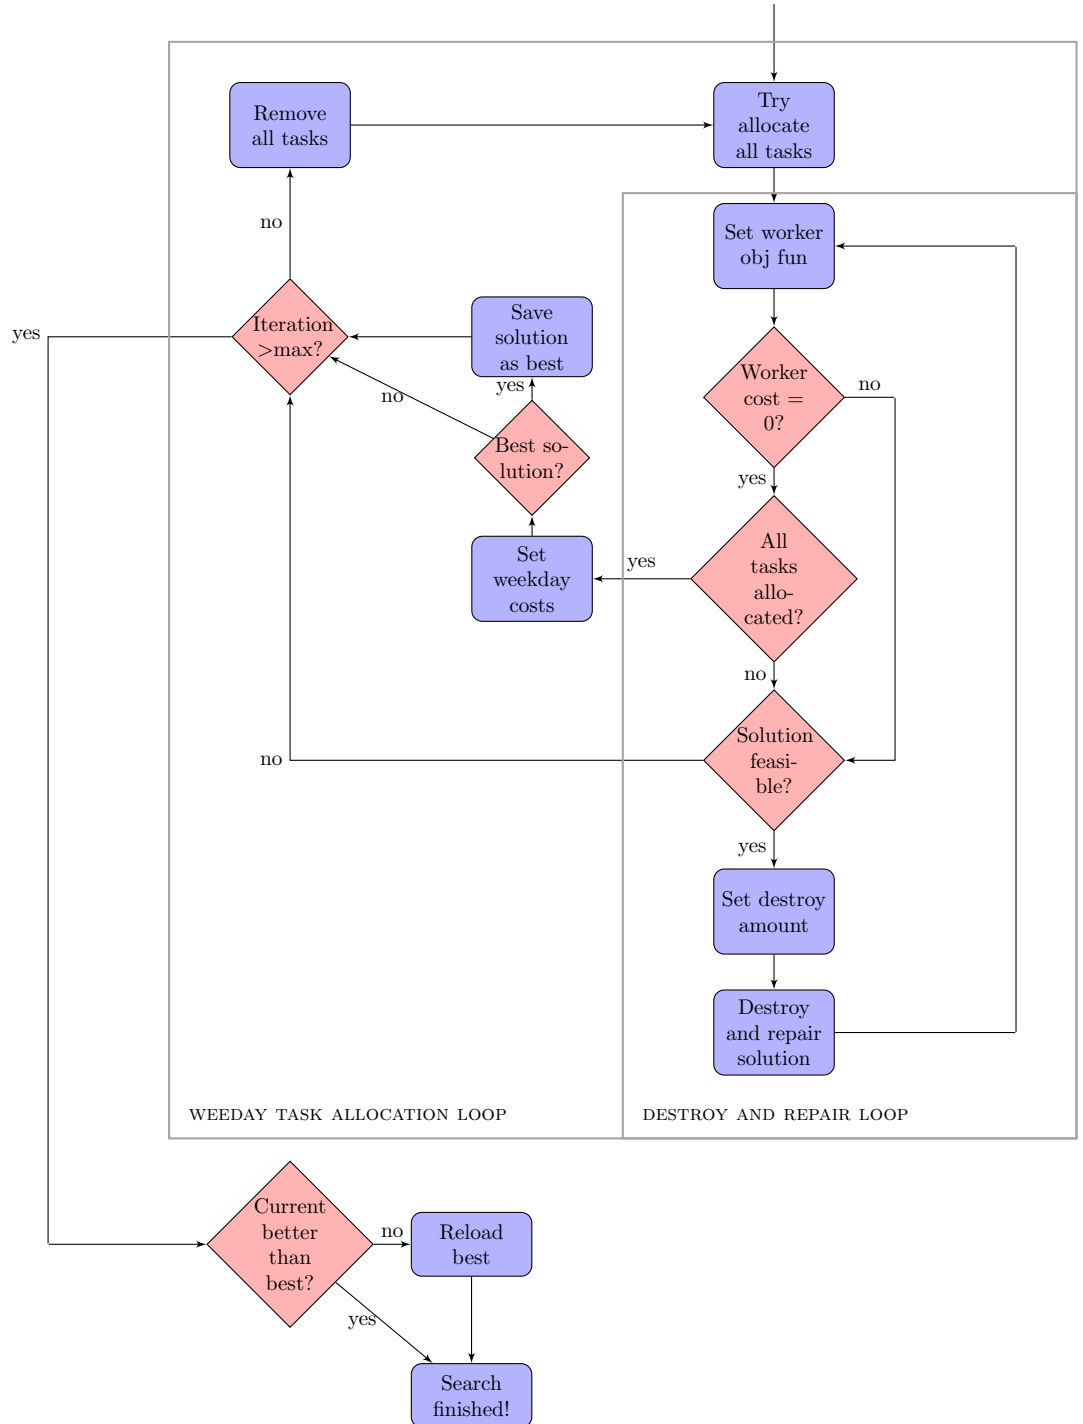 Remove
all tasks
Try
allocate
all tasks
no
Set worker
obj fun
yes
Iteration
>max?
Save
solution
as best
Worker
cost =
0?
no
yes
no
Best so-
lution?
yes
All
tasks
allo-
cated?
yes
Set
weekday
costs
no
Solution
feasi-
ble?
no
yes
Set destroy
amount
Destroy
and repair
solution
WEEDAY TASK ALLOCATION LOOP
DESTROY AND REPAIR LOOP
Current
better
than
best?
no
Reload
best
yes
Search
finished!